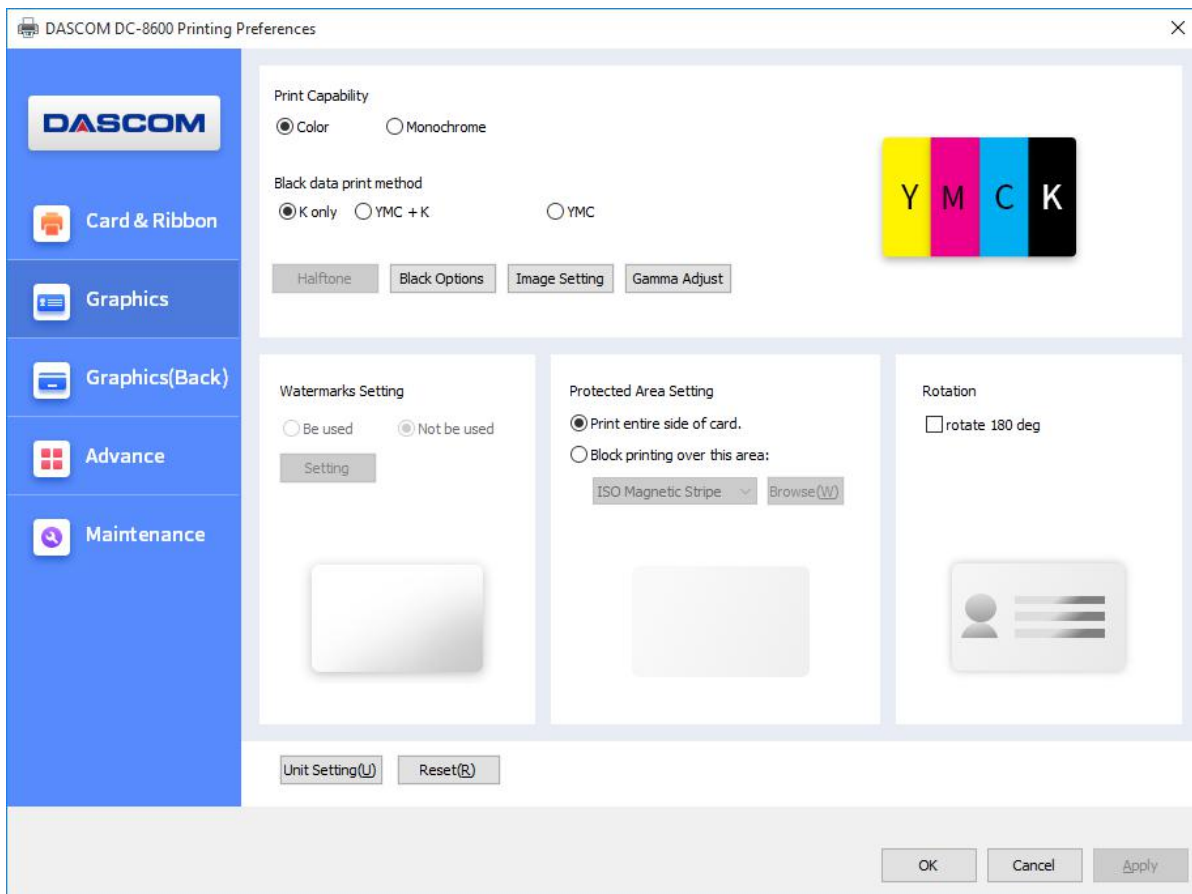 DASCOM DC-8600 Printing Preferences
DASCOM
Card & Ribbon
Graphics
Graphics(Back)
Advance
Maintenance
Print Capability
Color Monochrome
Black data print method
K only YMC + K YMC
Halftone Black Options Image Setting Gamma Adjust
Y M C K
Watermarks Setting
Be used Not be used
Setting
Protected Area Setting
Print entire side of card.
Block printing over this area:
ISO Magnetic Stripe Browse(W)
Rotation
rotate 180 deg
Unit Setting(U) Reset(R)
OK Cancel Apply